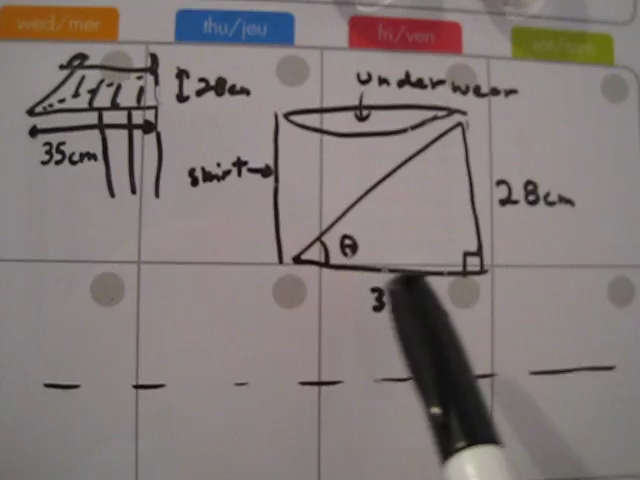 wed/mer
thu/jeu
fri/ven
28cm
underwear
35cm
skirt
28cm
θ
3